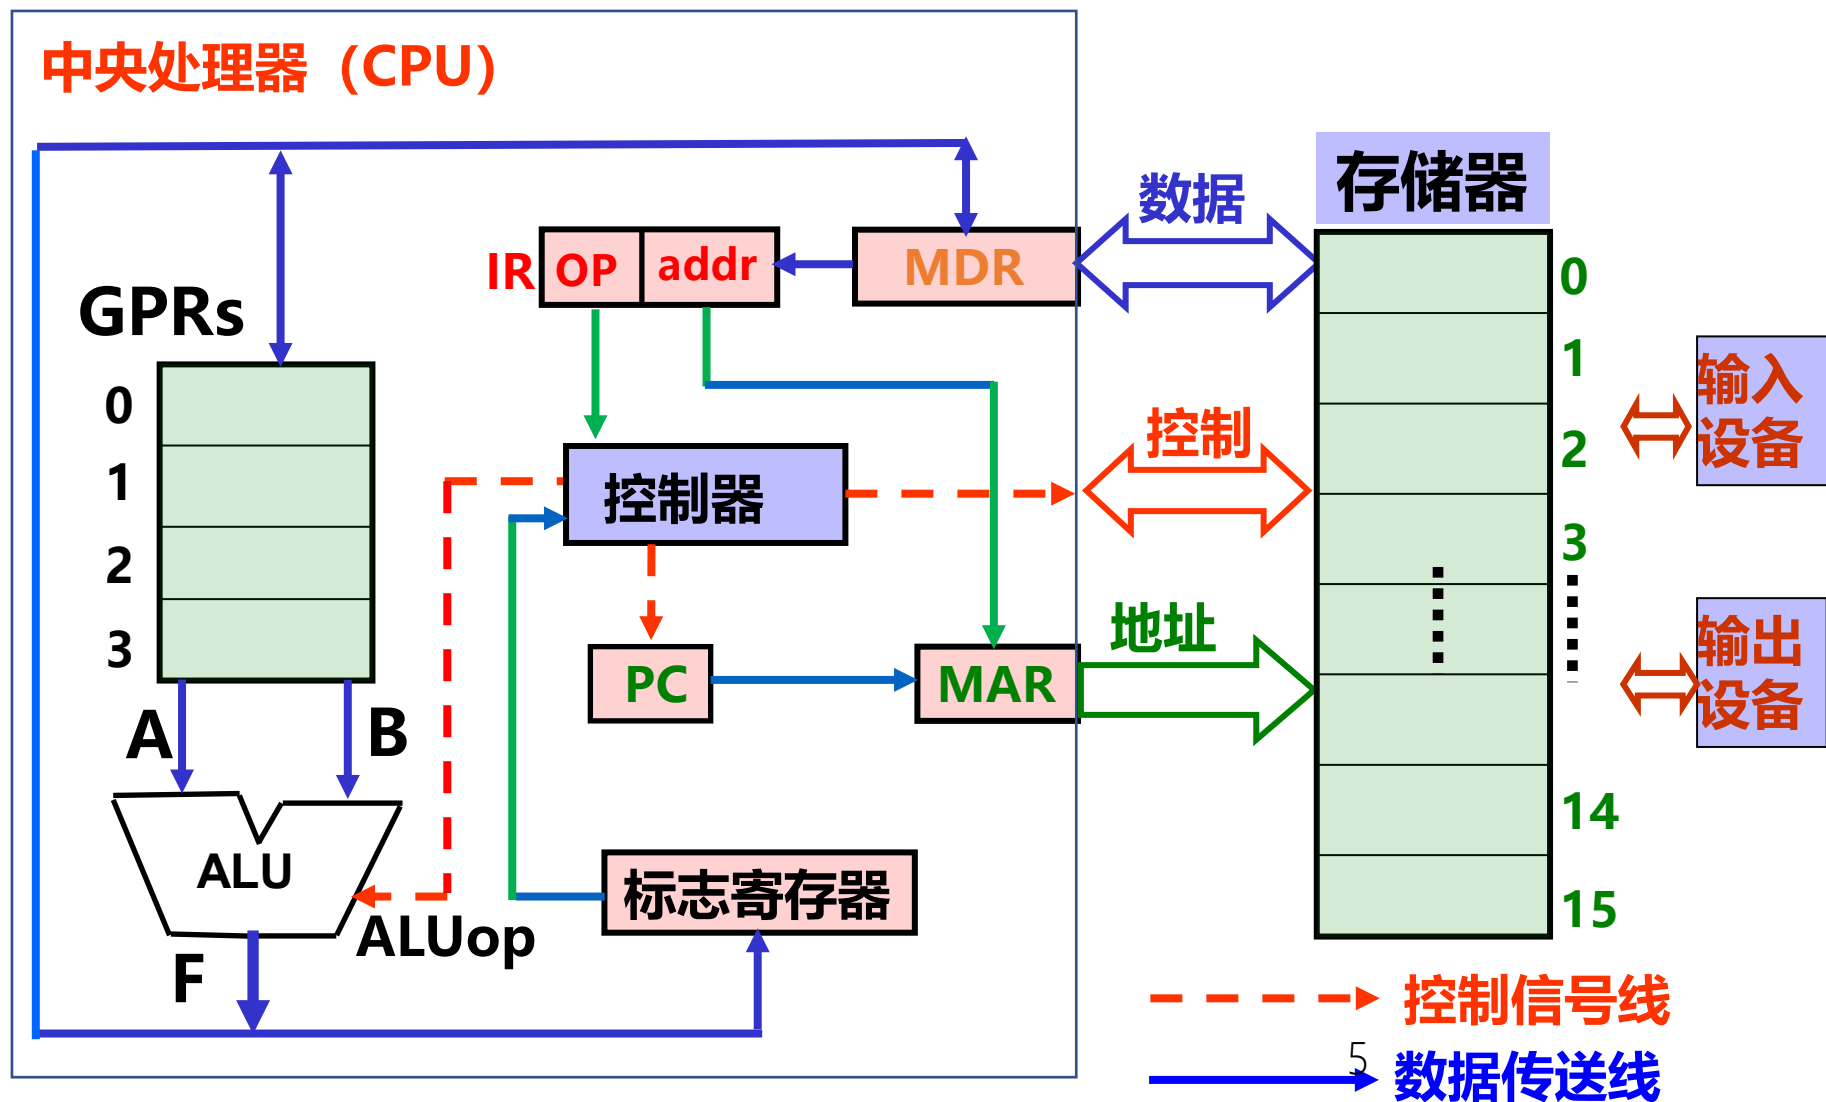 中央处理器（CPU）
数据
存储器
IR
OP
addr
MDR
0
GPRs
1
输入
设备
0
控制
2
1
控制器
3
2
地址
输出
设备
3
PC
MAR
A
B
14
ALU
标志寄存器
15
ALUop
F
控制信号线
5
数据传送线